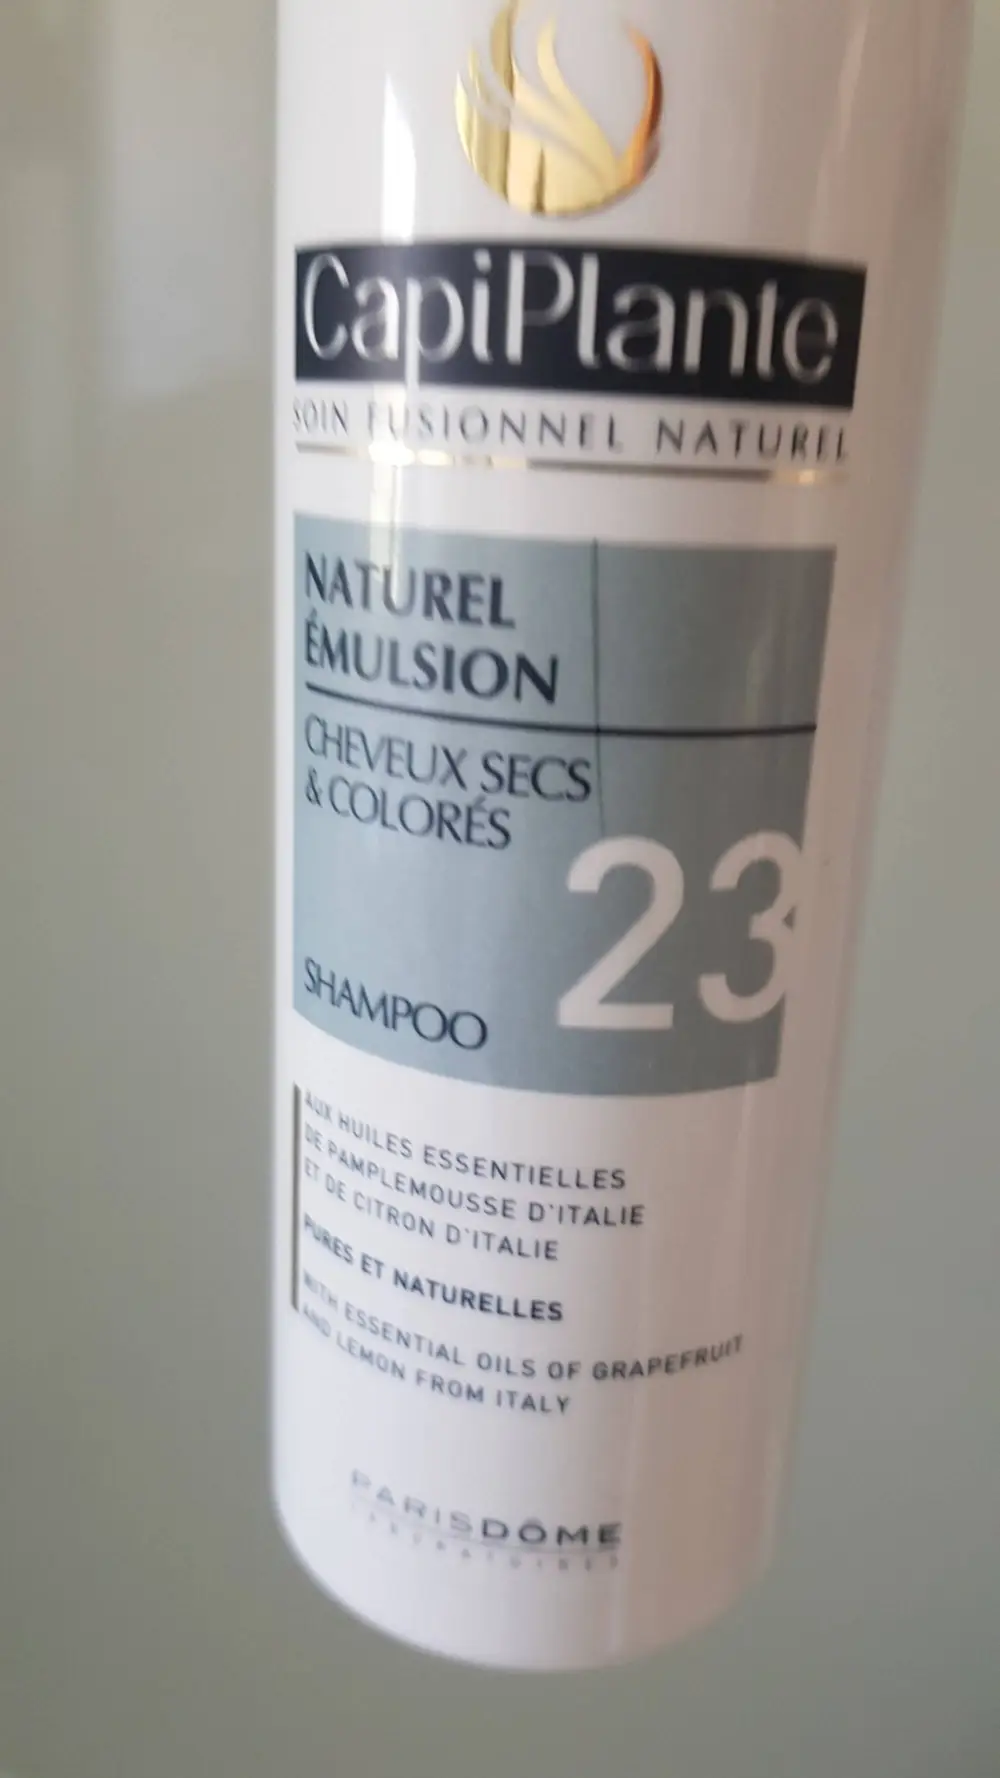 CapiPlante
SOIN FUSIONNEL NATUREL
NATUREL
ÉMULSION
CHEVEUX SECS
& COLORÉS
23
SHAMPOO
AUX HUILES ESSENTIELLES
DE PAMPLEMOUSSE D'ITALIE
ET DE CITRON D'ITALIE
PURES ET NATURELLES
WITH ESSENTIAL OILS OF GRAPEFRUIT
AND LEMON FROM ITALY
PARISDÔME
LABORATOIRES